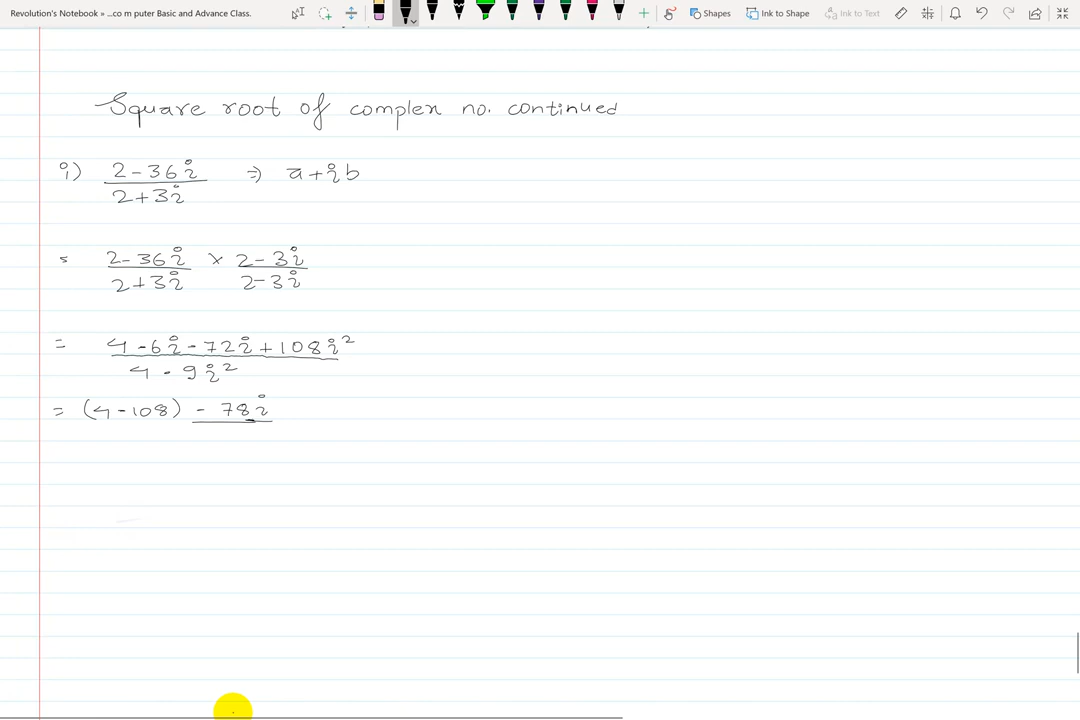 Revolution's Notebook » ...co m puter Basic and Advance Class.
Shapes
Ink to Shape
Ink to Text
Square root of complex no. continued
i) (2-36i)/(2+3i) ⇒ a+ib
= (2-36i)/(2+3i) × (2-3i)/(2-3i)
= (4-6i-72i+108i²)/(4-9i²)
= (4-108) - 78i